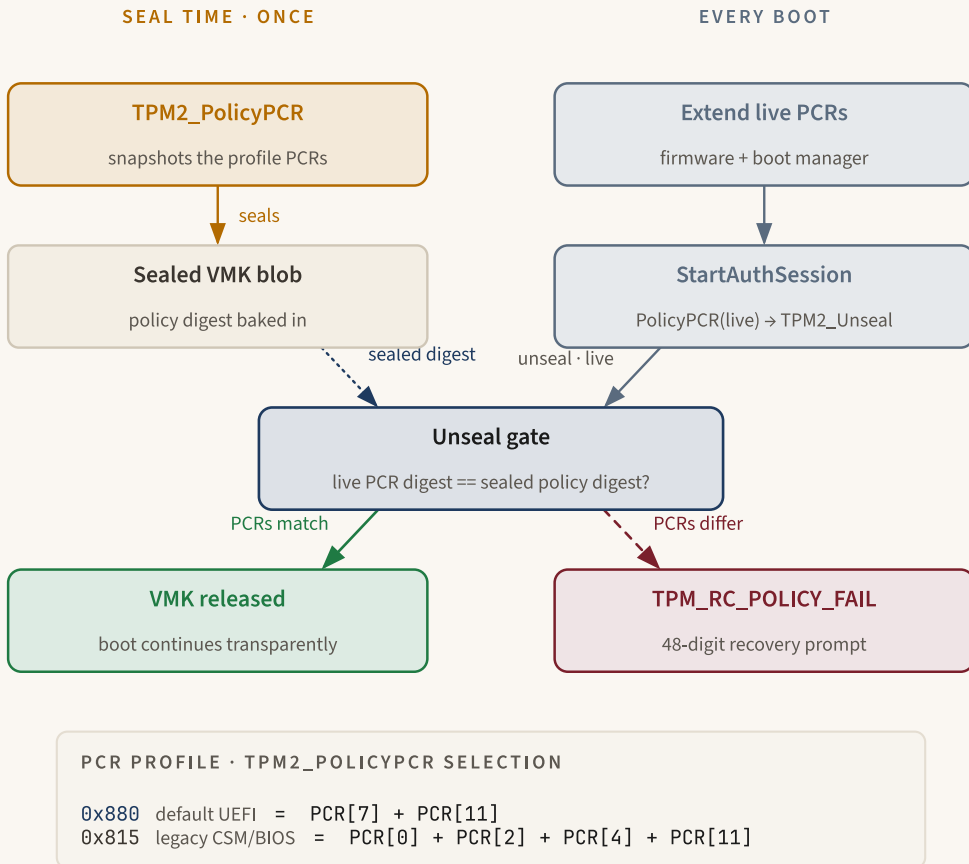 SEAL TIME · ONCE
EVERY BOOT
TPM2_PolicyPCR
snapshots the profile PCRs
Extend live PCRs
firmware + boot manager
seals
Sealed VMK blob
policy digest baked in
StartAuthSession
PolicyPCR(live) → TPM2_Unseal
sealed digest
unseal · live
Unseal gate
live PCR digest == sealed policy digest?
PCRs match
PCRs differ
VMK released
boot continues transparently
TPM_RC_POLICY_FAIL
48-digit recovery prompt
PCR PROFILE · TPM2_POLICYPCR SELECTION
0x880 default UEFI = PCR[7] + PCR[11]
0x815 legacy CSM/BIOS = PCR[0] + PCR[2] + PCR[4] + PCR[11]